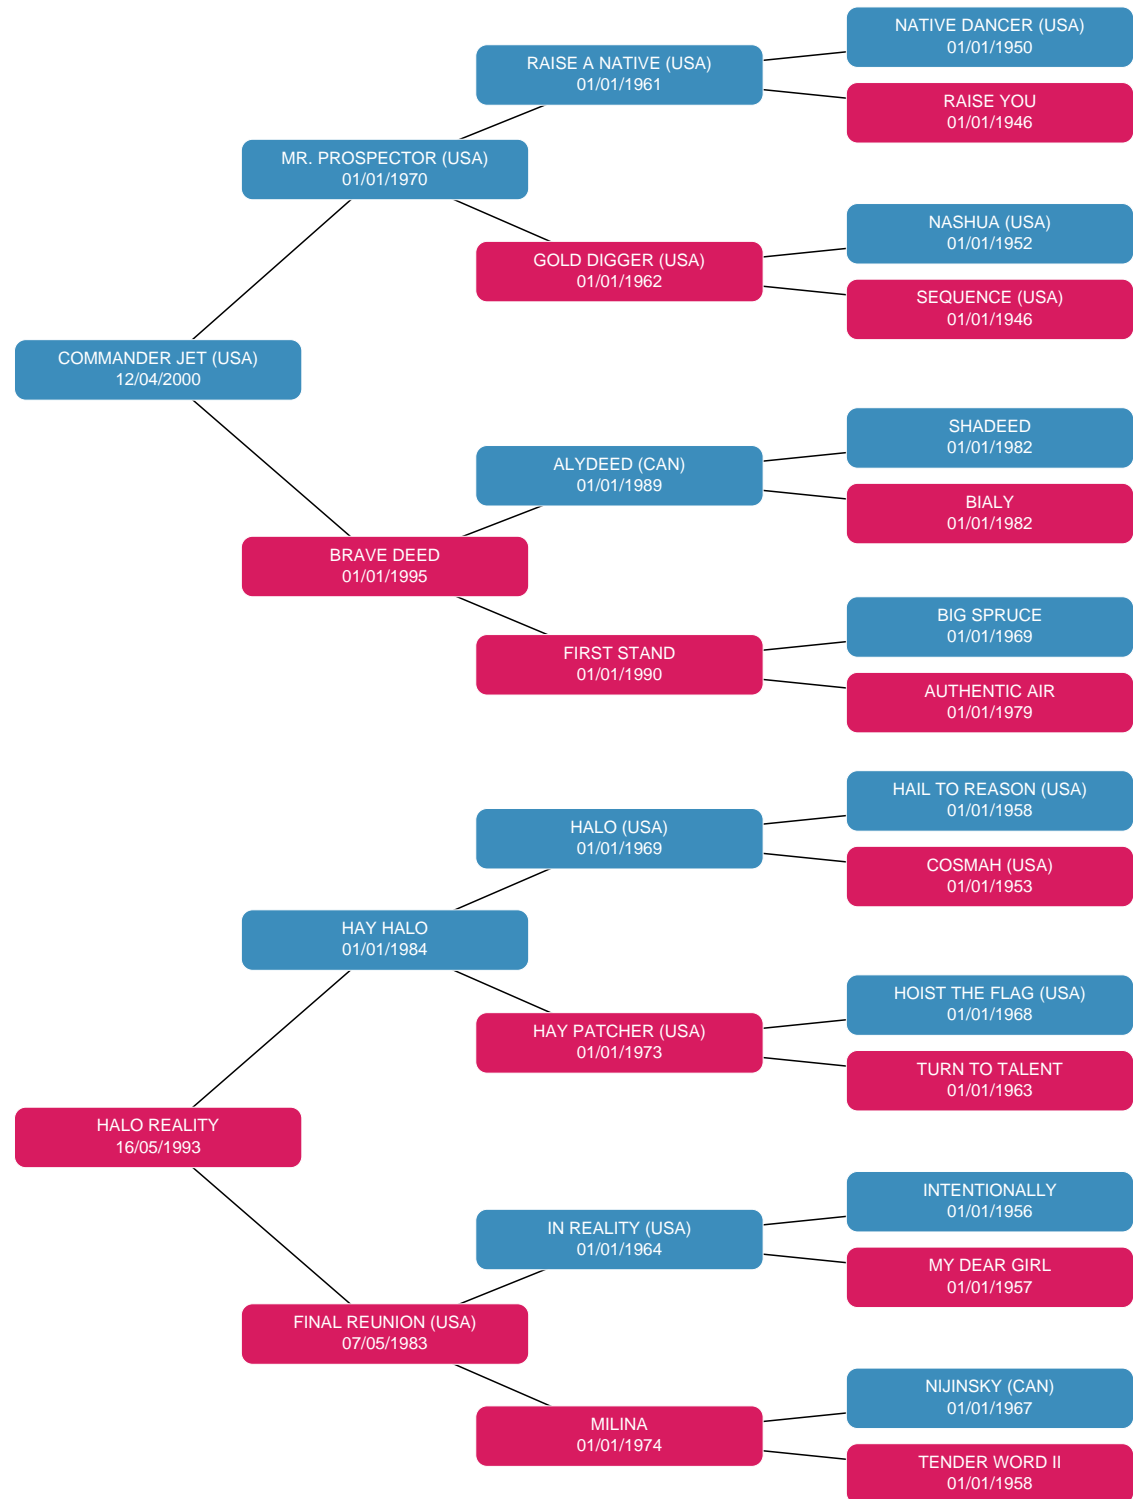 NATIVE DANCER (USA)
01/01/1950
RAISE A NATIVE (USA)
01/01/1961
RAISE YOU
01/01/1946
MR. PROSPECTOR (USA)
01/01/1970
NASHUA (USA)
01/01/1952
GOLD DIGGER (USA)
01/01/1962
SEQUENCE (USA)
01/01/1946
COMMANDER JET (USA)
12/04/2000
SHADEED
01/01/1982
ALYDEED (CAN)
01/01/1989
BIALY
01/01/1982
BRAVE DEED
01/01/1995
BIG SPRUCE
01/01/1969
FIRST STAND
01/01/1990
AUTHENTIC AIR
01/01/1979
HAIL TO REASON (USA)
01/01/1958
HALO (USA)
01/01/1969
COSMAH (USA)
01/01/1953
HAY HALO
01/01/1984
HOIST THE FLAG (USA)
01/01/1968
HAY PATCHER (USA)
01/01/1973
TURN TO TALENT
01/01/1963
HALO REALITY
16/05/1993
INTENTIONALLY
01/01/1956
IN REALITY (USA)
01/01/1964
MY DEAR GIRL
01/01/1957
FINAL REUNION (USA)
07/05/1983
NIJINSKY (CAN)
01/01/1967
MILINA
01/01/1974
TENDER WORD II
01/01/1958